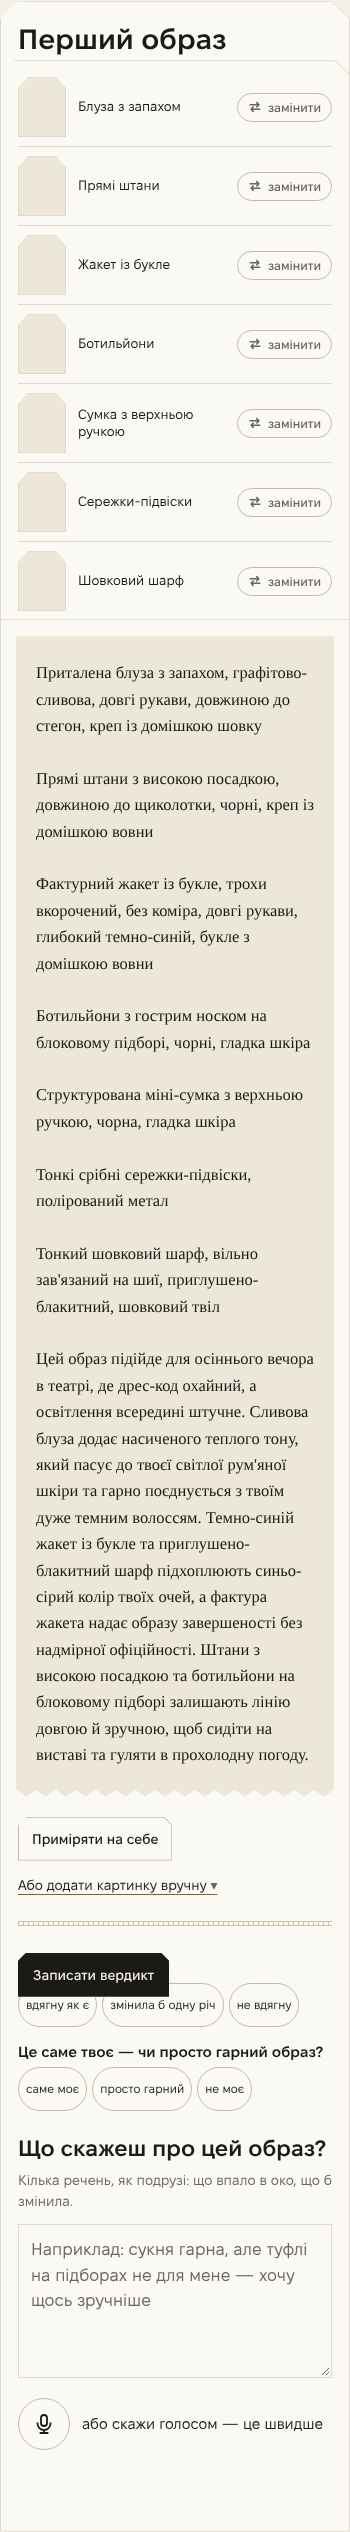 Перший образ
Блуза з запахом
⇄ замінити
Прямі штани
⇄ замінити
Жакет із букле
⇄ замінити
Ботильйони
⇄ замінити
Сумка з верхньою
ручкою
⇄ замінити
Сережки-підвіски
⇄ замінити
Шовковий шарф
⇄ замінити
Приталена блуза з запахом, графітово-
сливова, довгі рукави, довжиною до
стегон, креп із домішкою шовку
Прямі штани з високою посадкою,
довжиною до щиколотки, чорні, креп із
домішкою вовни
Фактурний жакет із букле, трохи
вкорочений, без коміра, довгі рукави,
глибокий темно-синій, букле з
домішкою вовни
Ботильйони з гострим носком на
блоковому підборі, чорні, гладка шкіра
Структурована міні-сумка з верхньою
ручкою, чорна, гладка шкіра
Тонкі срібні сережки-підвіски,
полірований метал
Тонкий шовковий шарф, вільно
зав'язаний на шиї, приглушено-
блакитний, шовковий твіл
Цей образ підійде для осіннього вечора
в театрі, де дрес-код охайний, а
освітлення всередині штучне. Сливова
блуза додає насиченого теплого тону,
який пасує до твоєї світлої рум'яної
шкіри та гарно поєднується з твоїм
дуже темним волоссям. Темно-синій
жакет із букле та приглушено-
блакитний шарф підхоплюють синьо-
сірий колір твоїх очей, а фактура
жакета надає образу завершеності без
надмірної офіційності. Штани з
високою посадкою та ботильйони на
блоковому підборі залишають лінію
довгою й зручною, щоб сидіти на
виставі та гуляти в прохолодну погоду.
Приміряти на себе
Або додати картинку вручну ▾
Записати вердикт
вдягну як є
змінила б одну річ
не вдягну
Це саме твоє — чи просто гарний образ?
саме моє
просто гарний
не моє
Що скажеш про цей образ?
Кілька речень, як подрузі: що впало в око, що б
змінила.
Наприклад: сукня гарна, але туфлі
на підборах не для мене — хочу
щось зручніше
або скажи голосом — це швидше